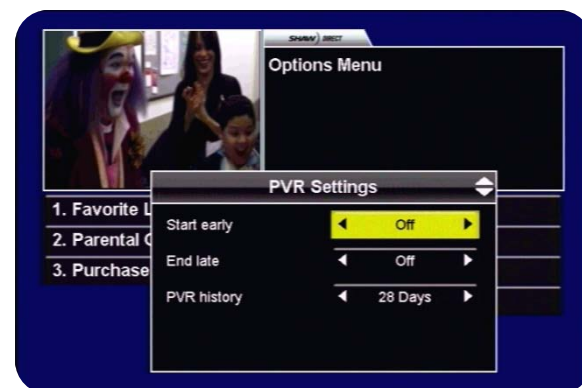 SHAW) DIRECT
Options Menu
PVR Settings
1. Favorite L
2. Parental
3. Purchase
Start early
Off
End late
Off
PVR history
28 Days